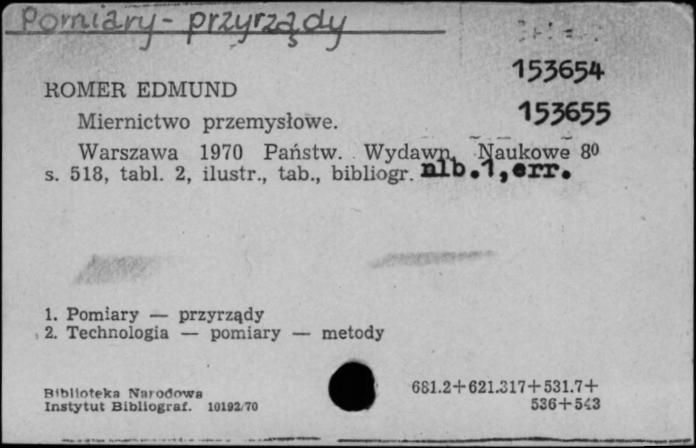 Pomiary - przyrządy
153654
ROMER EDMUND
153655
Miernictwo przemysłowe.
Warszawa 1970 Państw. Wydawn. Naukowe 8⁰
s. 518, tabl. 2, ilustr., tab., bibliogr. nlb.1, err.
1. Pomiary — przyrządy
2. Technologia — pomiary — metody
Biblioteka Narodowa
Instytut Bibliograf. 10192/70
681.2+621.317+531.7+
536+543